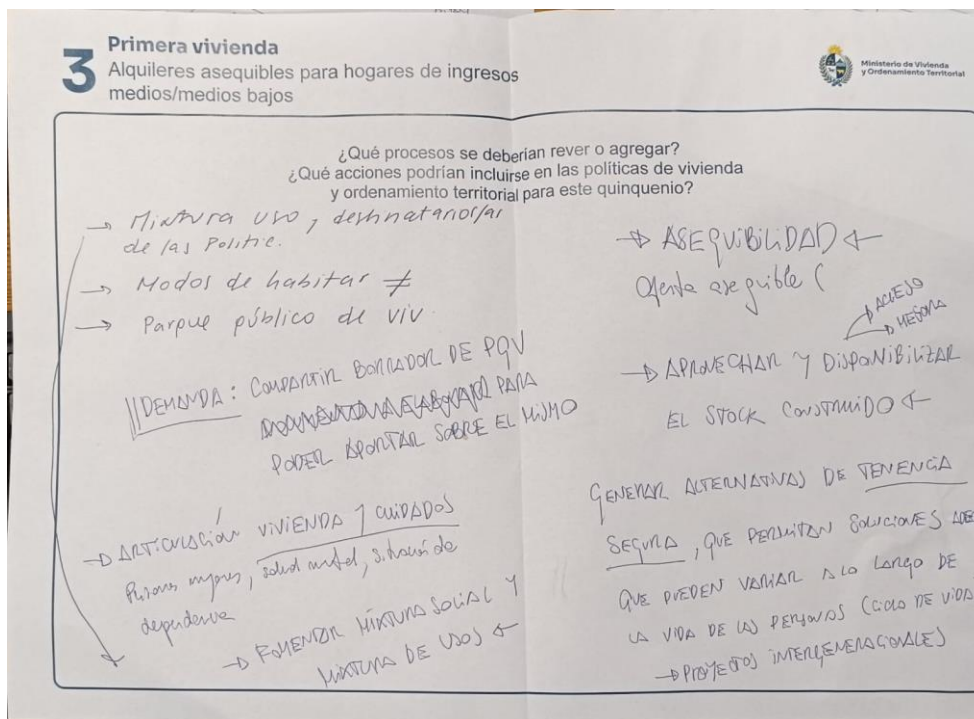 3
Primera vivienda
Alquileres asequibles para hogares de ingresos
medios/medios bajos
Ministerio de Vivienda
y Ordenamiento Territorial
¿Qué procesos se deberían rever o agregar?
¿Qué acciones podrían incluirse en las políticas de vivienda
y ordenamiento territorial para este quinquenio?
→ Mixtura uso y destinatarios/as
de las Polític.
→ Modos de habitar ≠
→ Parque público de viv.
DEMANDA: COMPARTIR BORRADOR DE PQV
PARA
PODER APORTAR SOBRE EL MISMO
→ ARTICULACIÓN VIVIENDA Y CUIDADOS
Personas mayores, salud mental, situación de
dependencia
→ FOMENTAR MIXTURA SOCIAL Y
MIXTURA DE USOS ←
→ ASEQUIBILIDAD ←
Oferta asequible (
→ ACCESO
→ MEJORA
→ APROVECHAR Y DISPONIBILIZAR
EL STOCK CONSTRUIDO ←
GENERAR ALTERNATIVAS DE TENENCIA
SEGURA, QUE PERMITAN SOLUCIONES ADE
QUE PUEDEN VARIAR A LO LARGO DE
LA VIDA DE LAS PERSONAS (CICLO DE VIDA
→ PROYECTOS INTERGENERACIONALES